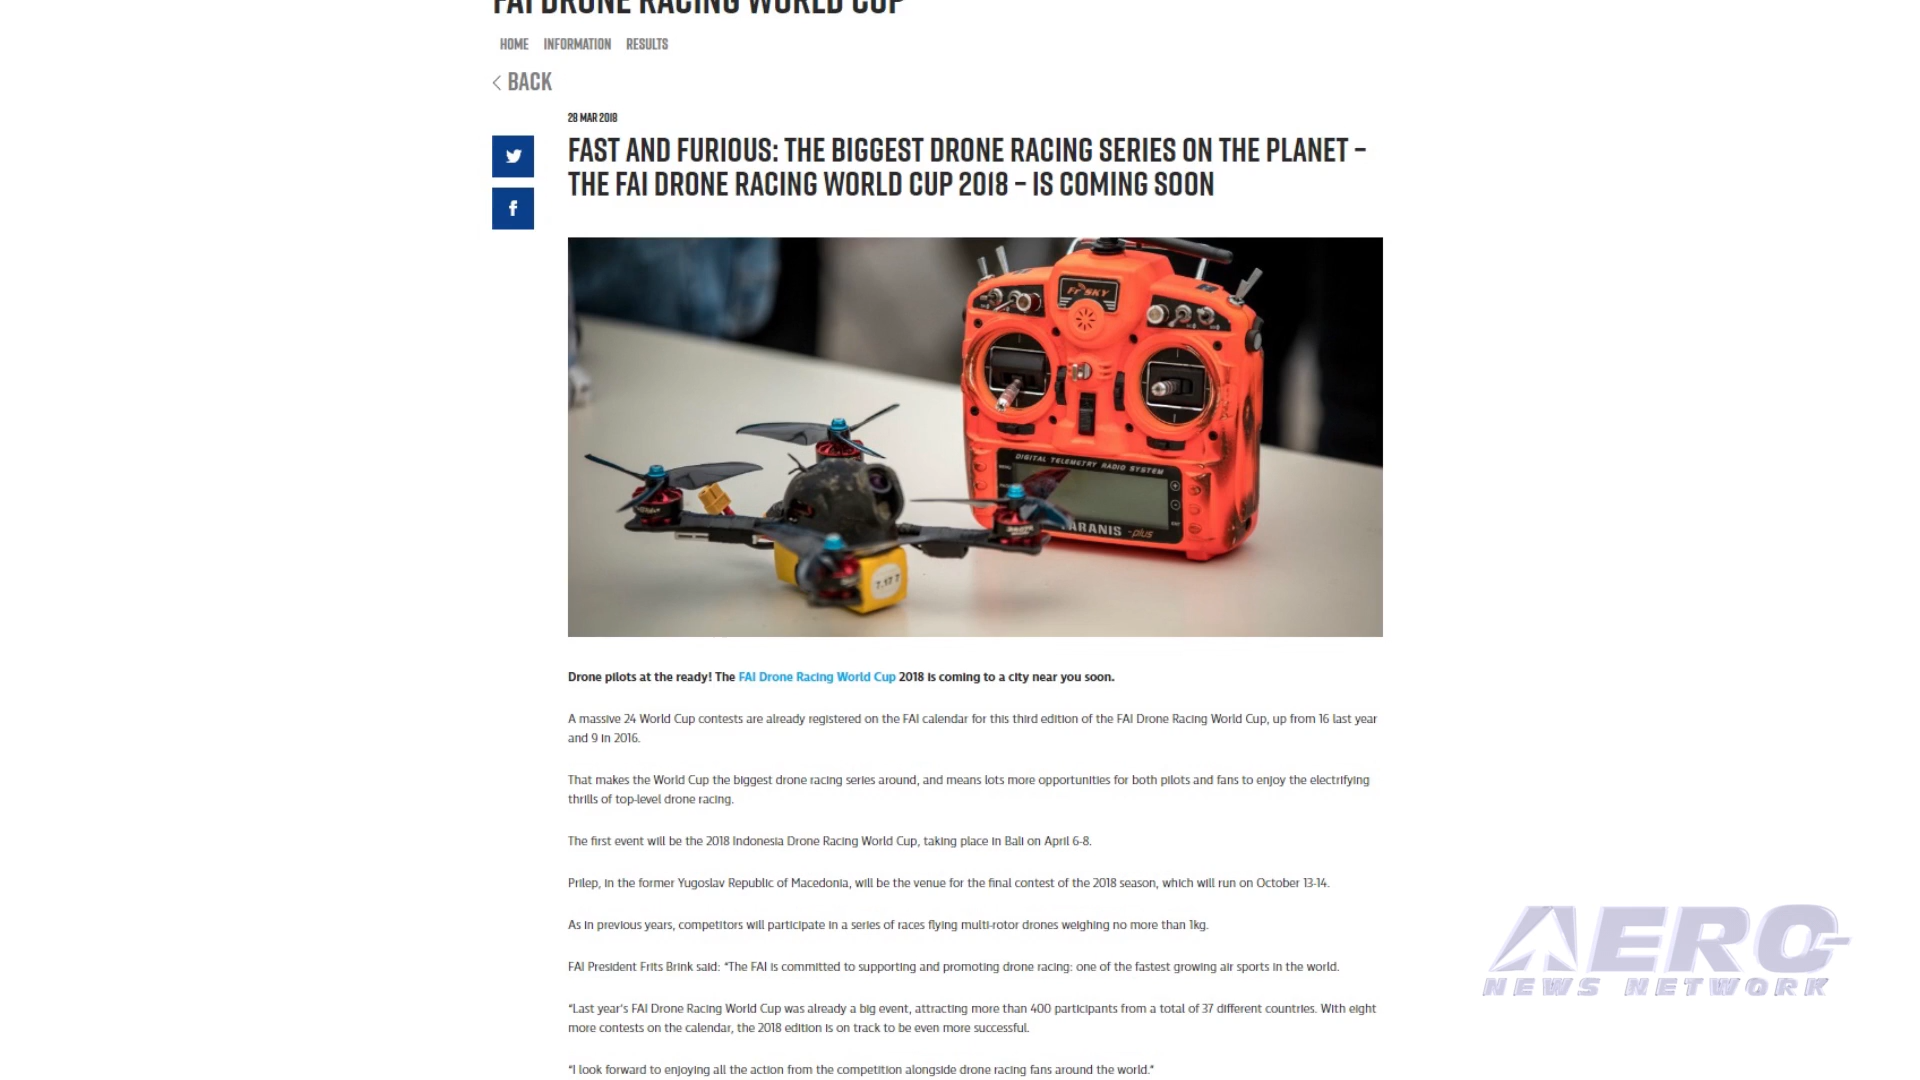 FAI DRONE RACING WORLD CUP
HOME INFORMATION RESULTS
< BACK
28 MAR 2018
FAST AND FURIOUS: THE BIGGEST DRONE RACING SERIES ON THE PLANET –
THE FAI DRONE RACING WORLD CUP 2018 – IS COMING SOON
FrSKY
DIGITAL TELEMETRY RADIO SYSTEM
TARANIS -plus
7.17 7
Drone pilots at the ready! The FAI Drone Racing World Cup 2018 is coming to a city near you soon.
A massive 24 World Cup contests are already registered on the FAI calendar for this third edition of the FAI Drone Racing World Cup, up from 16 last year
and 9 in 2016.
That makes the World Cup the biggest drone racing series around, and means lots more opportunities for both pilots and fans to enjoy the electrifying
thrills of top-level drone racing.
The first event will be the 2018 Indonesia Drone Racing World Cup, taking place in Bali on April 6-8.
Prilep, in the former Yugoslav Republic of Macedonia, will be the venue for the final contest of the 2018 season, which will run on October 13-14.
As in previous years, competitors will participate in a series of races flying multi-rotor drones weighing no more than 1kg.
FAI President Frits Brink said: "The FAI is committed to supporting and promoting drone racing: one of the fastest growing air sports in the world.
"Last year's FAI Drone Racing World Cup was already a big event, attracting more than 400 participants from a total of 37 different countries. With eight
more contests on the calendar, the 2018 edition is on track to be even more successful.
"I look forward to enjoying all the action from the competition alongside drone racing fans around the world."
AERO-
NEWS NETWORK